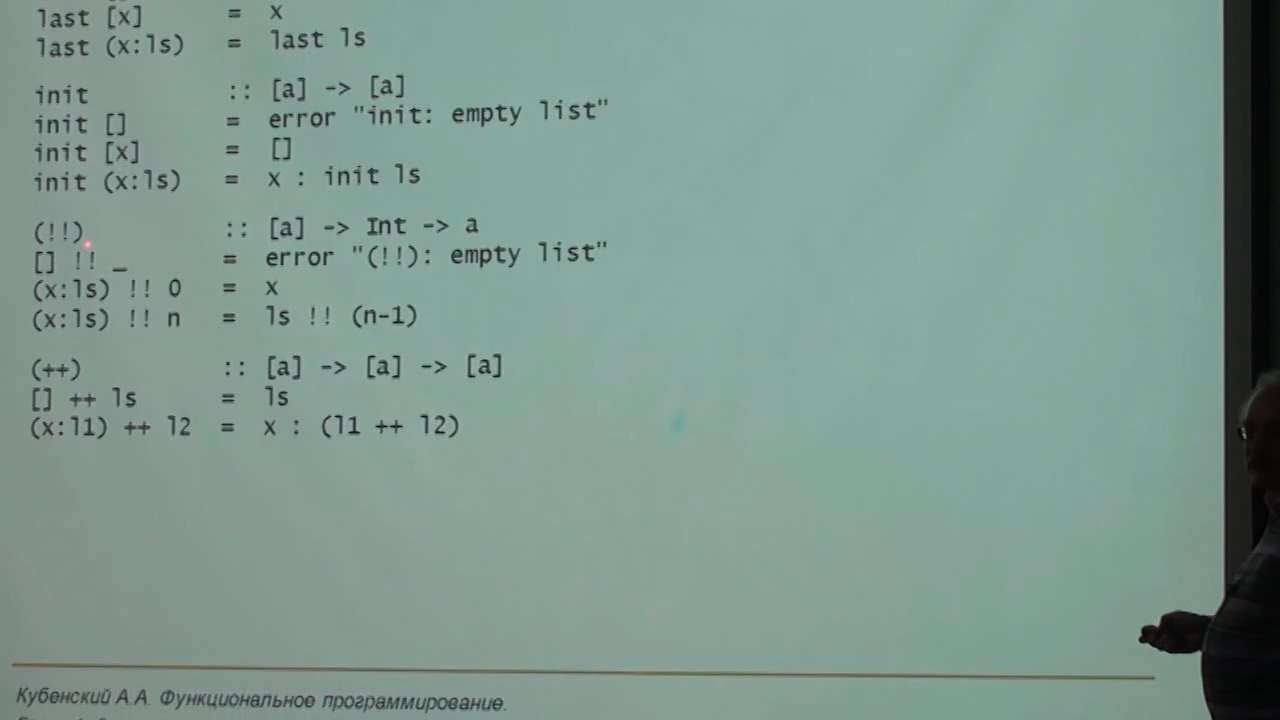 last [x] = x
last (x:ls) = last ls
init :: [a] -> [a]
init [] = error "init: empty list"
init [x] = []
init (x:ls) = x : init ls
(!!) :: [a] -> Int -> a
[] !! _ = error "(!!): empty list"
(x:ls) !! 0 = x
(x:ls) !! n = ls !! (n-1)
(++) :: [a] -> [a] -> [a]
[] ++ ls = ls
(x:l1) ++ l2 = x : (l1 ++ l2)
Кубенский А.А. Функциональное программирование.